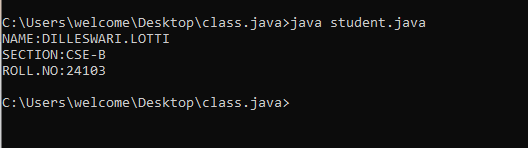 C:\Users\welcome\Desktop\class.java>java student.java
NAME:DILLESWARI.LOTTI
SECTION:CSE-B
ROLL.NO:24103
C:\Users\welcome\Desktop\class.java>